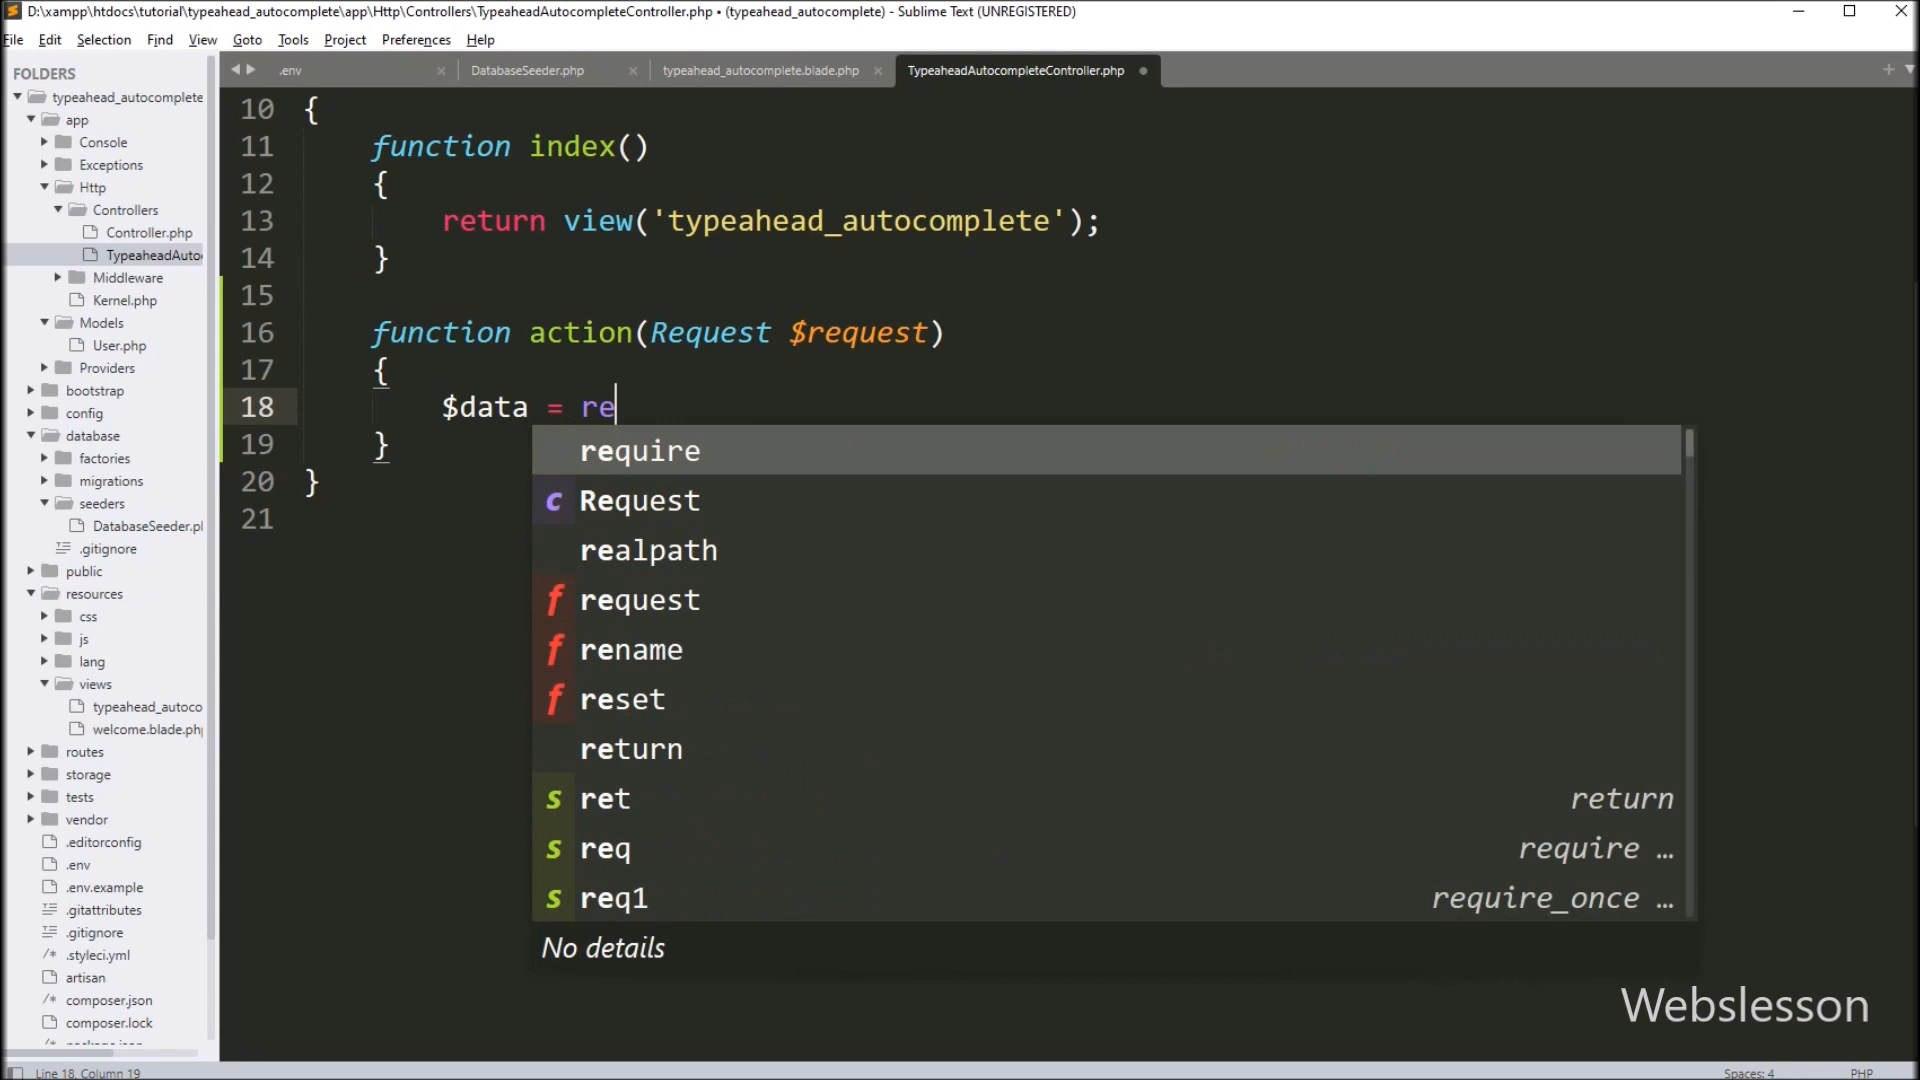 D:\xampp\htdocs\tutorial\typeahead_autocomplete\app\Http\Controllers\TypeaheadAutocompleteController.php • (typeahead_autocomplete) - Sublime Text (UNREGISTERED)
File Edit Selection Find View Goto Tools Project Preferences Help
.env DatabaseSeeder.php typeahead_autocomplete.blade.php TypeaheadAutocompleteController.php
FOLDERS
typeahead_autocomplete
app
Console
Exceptions
Http
Controllers
Controller.php
TypeaheadAuto
Middleware
Kernel.php
Models
User.php
Providers
bootstrap
config
database
factories
migrations
seeders
DatabaseSeeder.pl
.gitignore
public
resources
css
js
lang
views
typeahead_autoco
welcome.blade.php
routes
storage
tests
vendor
.editorconfig
.env
.env.example
.gitattributes
.gitignore
/* .styleci.yml
artisan
/* composer.json
composer.lock
10 {
11 function index()
12 {
13 return view('typeahead_autocomplete');
14 }
15
16 function action(Request $request)
17 {
18 $data = re
19 }
20 }
21
require
c Request
realpath
f request
f rename
f reset
return
s ret return
s req require …
s req1 require_once …
No details
Webslesson
Line 18, Column 19 Spaces: 4 PHP